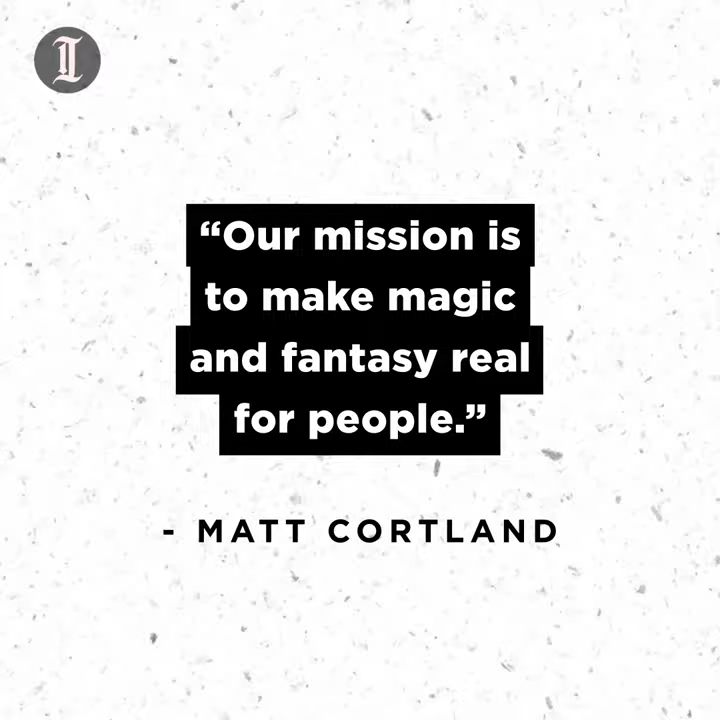 I
“Our mission is
to make magic
and fantasy real
for people.”
- MATT CORTLAND